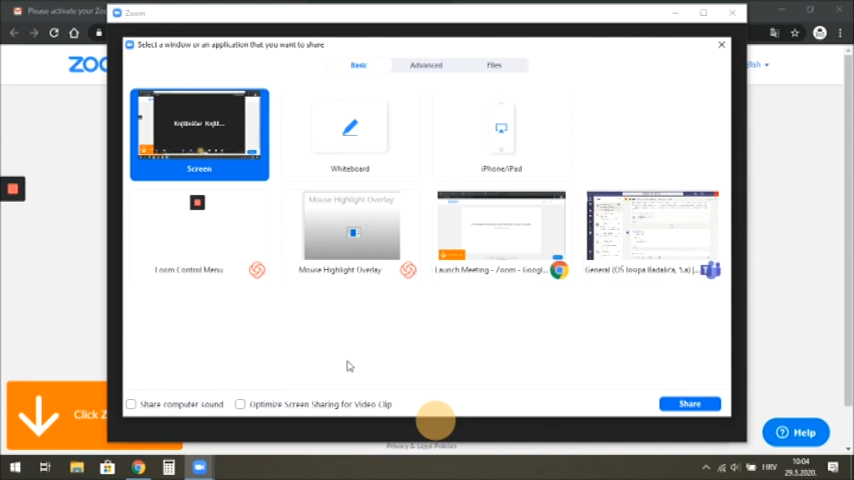 Please activate your Zoo
Zoom
Select a window or an application that you want to share
Basic
Advanced
Files
zoo
glish
Knjižničar Knjiž...
Screen
Whiteboard
iPhone/iPad
Mouse Highlight Overlay
Loom Control Menu
Mouse Highlight Overlay
Launch Meeting - Zoom - Googl...
General (OŠ Josipa Badalića, 5.a) |...
Click Z
Share computer sound
Optimize Screen Sharing for Video Clip
Share
Help
Privacy & Legal Policies
HRV
10:04
29.3.2020.